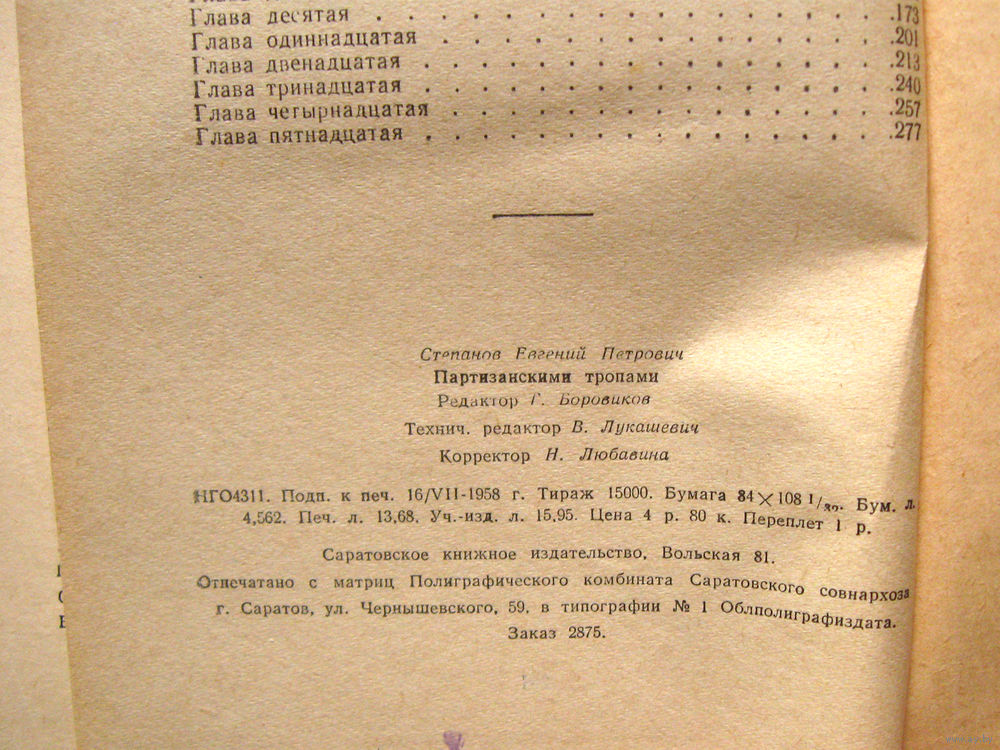 Глава десятая . . . . . . . . . . . . . . . . .173
Глава одиннадцатая . . . . . . . . . . . . . . .201
Глава двенадцатая . . . . . . . . . . . . . . .213
Глава тринадцатая . . . . . . . . . . . . . . .240
Глава четырнадцатая . . . . . . . . . . . . . .257
Глава пятнадцатая . . . . . . . . . . . . . . .277
Степанов Евгений Петрович
Партизанскими тропами
Редактор Г. Боровиков
Технич. редактор В. Лукашевич
Корректор Н. Любавина
НГО4311. Подп. к печ. 16/VII-1958 г. Тираж 15000. Бумага 84×108 1/32. Бум. л.
4,562. Печ. л. 13,68. Уч.-изд. л. 15,95. Цена 4 р. 80 к. Переплет 1 р.
Саратовское книжное издательство, Вольская 81.
Отпечатано с матриц Полиграфического комбината Саратовского совнархоза
г. Саратов, ул. Чернышевского, 59, в типографии № 1 Облполиграфиздата.
Заказ 2875.